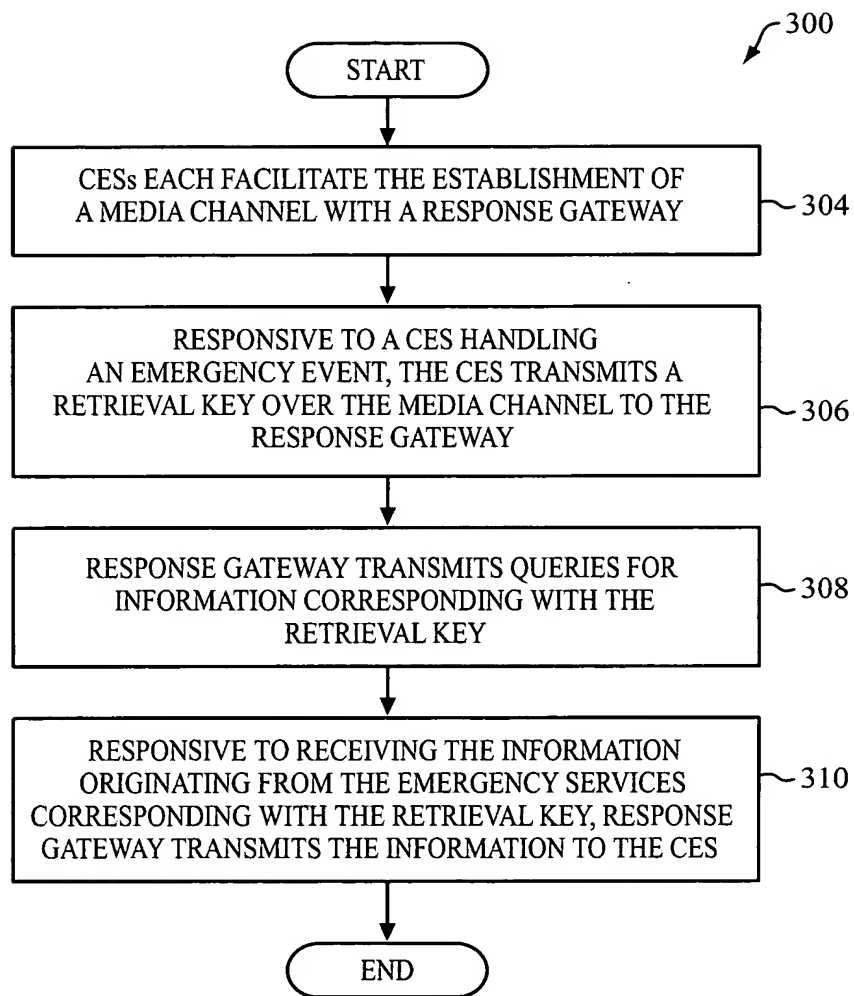 300
START
CESs EACH FACILITATE THE ESTABLISHMENT OF
A MEDIA CHANNEL WITH A RESPONSE GATEWAY
304
RESPONSIVE TO A CES HANDLING
AN EMERGENCY EVENT, THE CES TRANSMITS A
RETRIEVAL KEY OVER THE MEDIA CHANNEL TO THE
RESPONSE GATEWAY
306
RESPONSE GATEWAY TRANSMITS QUERIES FOR
INFORMATION CORRESPONDING WITH THE
RETRIEVAL KEY
308
RESPONSIVE TO RECEIVING THE INFORMATION
ORIGINATING FROM THE EMERGENCY SERVICES
CORRESPONDING WITH THE RETRIEVAL KEY, RESPONSE
GATEWAY TRANSMITS THE INFORMATION TO THE CES
310
END